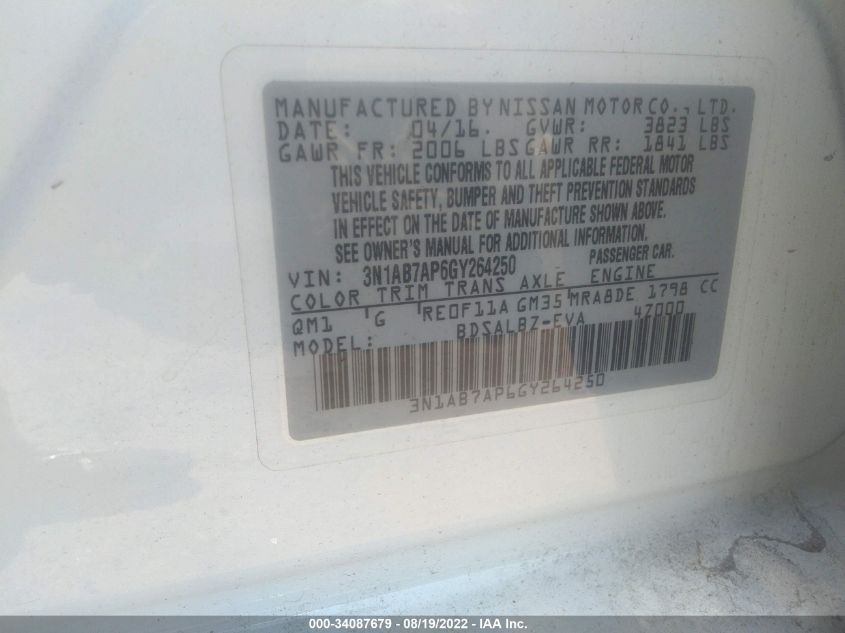 MANUFACTURED BY NISSAN MOTOR CO., LTD.
DATE: 04/16. GVWR: 3823 LBS
GAWR FR: 2006 LBS GAWR RR: 1841 LBS
THIS VEHICLE CONFORMS TO ALL APPLICABLE FEDERAL MOTOR
VEHICLE SAFETY, BUMPER AND THEFT PREVENTION STANDARDS
IN EFFECT ON THE DATE OF MANUFACTURE SHOWN ABOVE.
SEE OWNER'S MANUAL FOR ADDITIONAL INFORMATION.
VIN: 3N1AB7AP6GY264250 PASSENGER CAR.
COLOR TRIM TRANS AXLE ENGINE
QM1 G RE0F11A GM35 MRA8DE 1798 CC
MODEL: BDSALBZ-EVA 47000
3N1AB7AP6GY264250
000-34087679 - 08/19/2022 - IAA Inc.